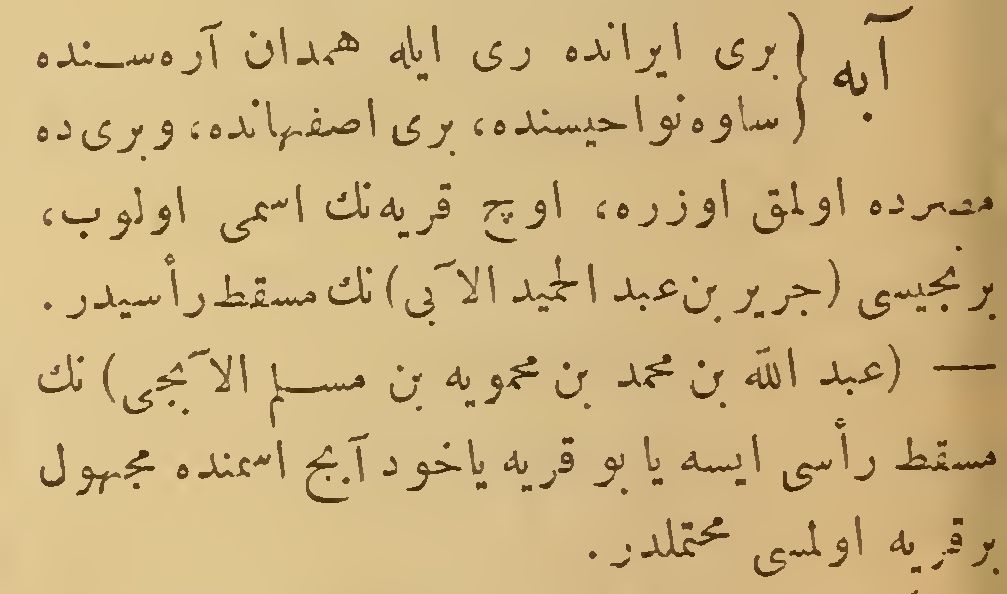 آبه { بری ایرانده ری ایله همدان آره‌سـنده
ساوه نواحیسنده، بری اصفهانده، وبری ده
مصرده اولمق اوزره، اوچ قریه‌نك اسمی اولوب،
برنجیسی (جریر بن عبد الحمید الآبی) نك مسقط رأسیدر .
— (عبد الله بن محمد بن محمویه بن مسلم الآبجی) نك
مسقط رأسی ایسه یا بو قریه یاخود آبج اسمنده مجهول
بر قریه اولمسی محتملدر .